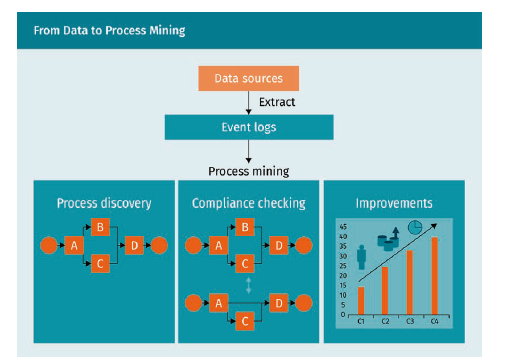 From Data to Process Mining
Data sources
Extract
Event logs
Process mining
Process discovery
B
A
D
C
Compliance checking
B
A
D
C
A
D
C
Improvements
45
40
35
30
25
20
15
10
5
0
C1 C2 C3 C4